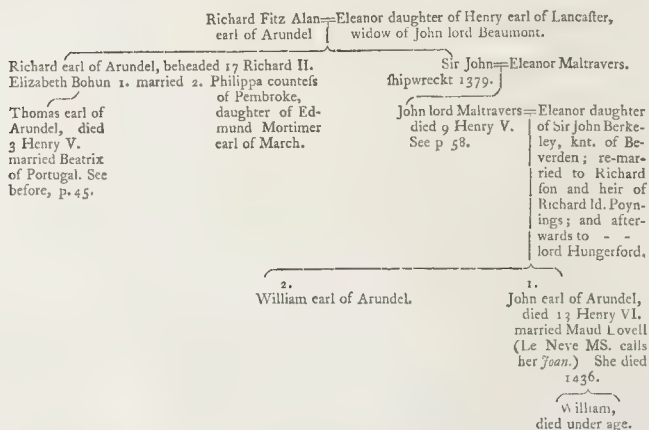 Richard Fitz Alan═Eleanor daughter of Henry earl of Lancaſter,
earl of Arundel widow of John lord Beaumont.
Richard earl of Arundel, beheaded 17 Richard II.
Elizabeth Bohun 1. married 2. Philippa counteſs
of Pembroke,
daughter of Ed-
mund Mortimer
earl of March.
Sir John═Eleanor Maltravers.
ſhipwreckt 1379.
Thomas earl of
Arundel, died
3 Henry V.
married Beatrix
of Portugal. See
before, p. 45.
John lord Maltravers═Eleanor daughter
died 9 Henry V.
See p 58.
of Sir John Berke-
ley, knt. of Be-
verden; re-mar-
ried to Richard
ſon and heir of
Richard ld. Poyn-
ings; and after-
wards to - -
lord Hungerford.
2.
William earl of Arundel.
1.
John earl of Arundel,
died 13 Henry VI.
married Maud Lovell
(Le Neve MS. calls
her Joan.) She died
1436.
William,
died under age.